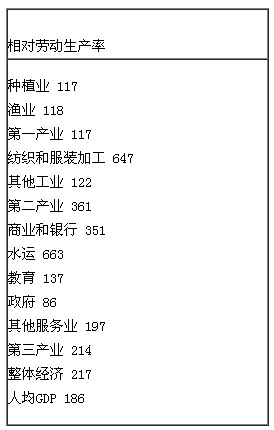 相对劳动生产率
种植业 117
渔业 118
第一产业 117
纺织和服装加工 647
其他工业 122
第二产业 361
商业和银行 351
水运 663
教育 137
政府 86
其他服务业 197
第三产业 214
整体经济 217
人均GDP 186